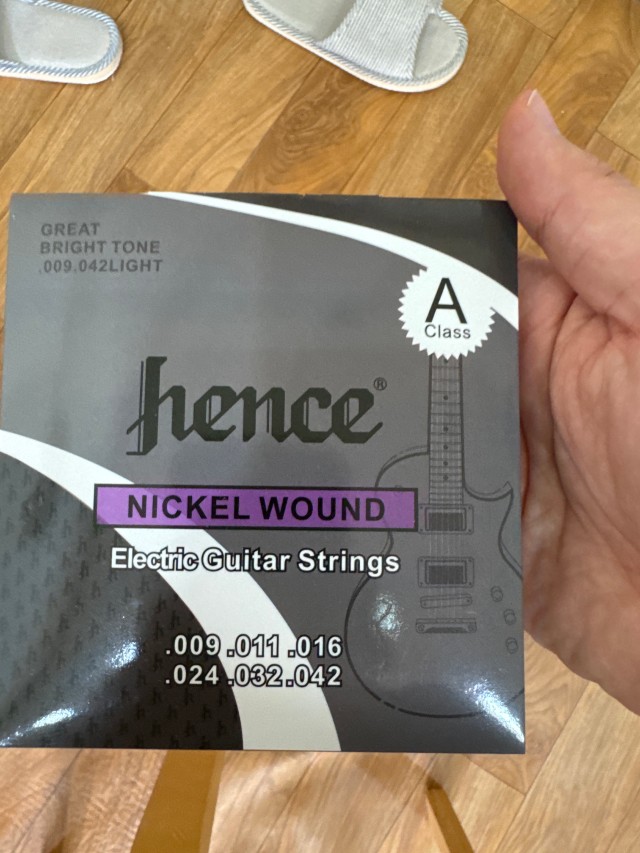 GREAT
BRIGHT TONE
.009.042LIGHT
A
Class
hence®
NICKEL WOUND
Electric Guitar Strings
.009 .011 .016
.024 .032 .042